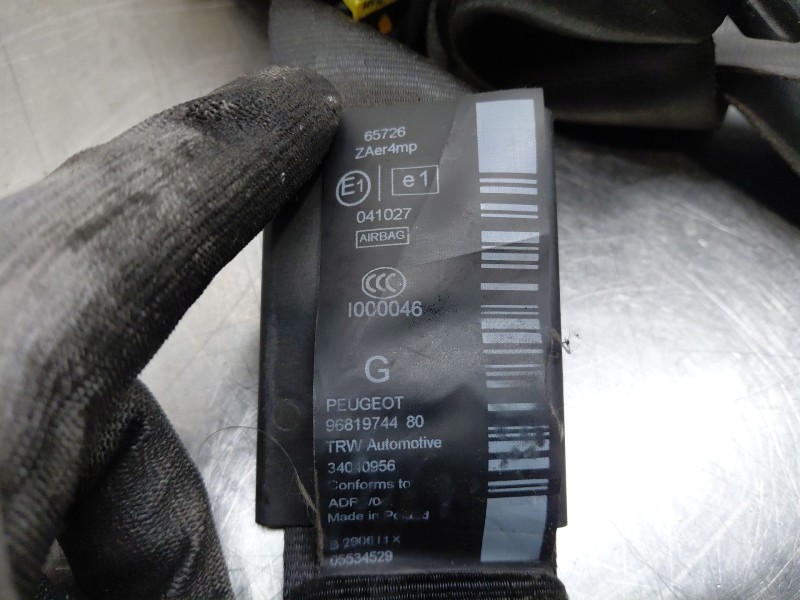 65726
ZAer4mp
E1 e1
041027
AIRBAG
CCC
I000046
G
PEUGEOT
96819744 80
TRW Automotive
34040956
Conforms to
Made in Poland
05534529